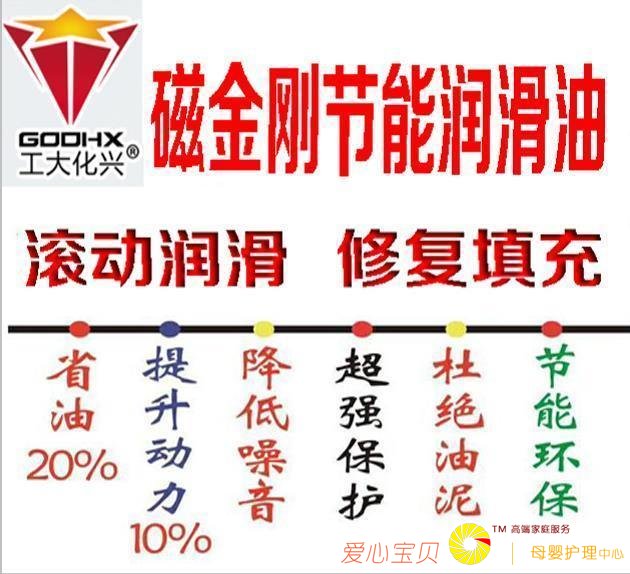 GODHX
工大化兴®
磁金刚节能润滑油
滚动润滑 修复填充
省油20%
提升动力10%
降低噪音
超强保护
杜绝油泥
节能环保
爱心宝贝
TM 高端家庭服务
母婴护理中心